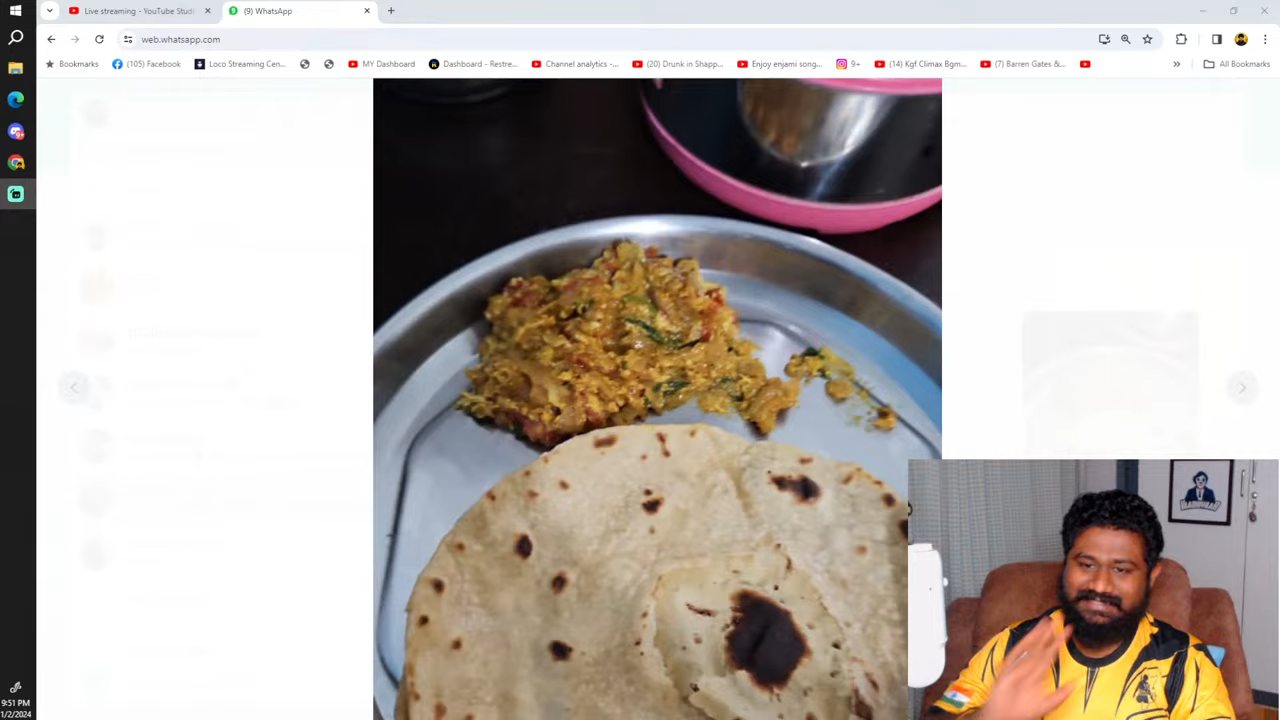 Live streaming - YouTube Studi
(9) WhatsApp
web.whatsapp.com
Bookmarks
(105) Facebook
Loco Streaming Cen...
MY Dashboard
Dashboard - Restre...
Channel analytics -...
(20) Drunk in Shapp...
Enjoy enjami song...
9+
(14) Kgf Climax Bgm...
(7) Barren Gates &...
All Bookmarks
9:51 PM
1/2/2024